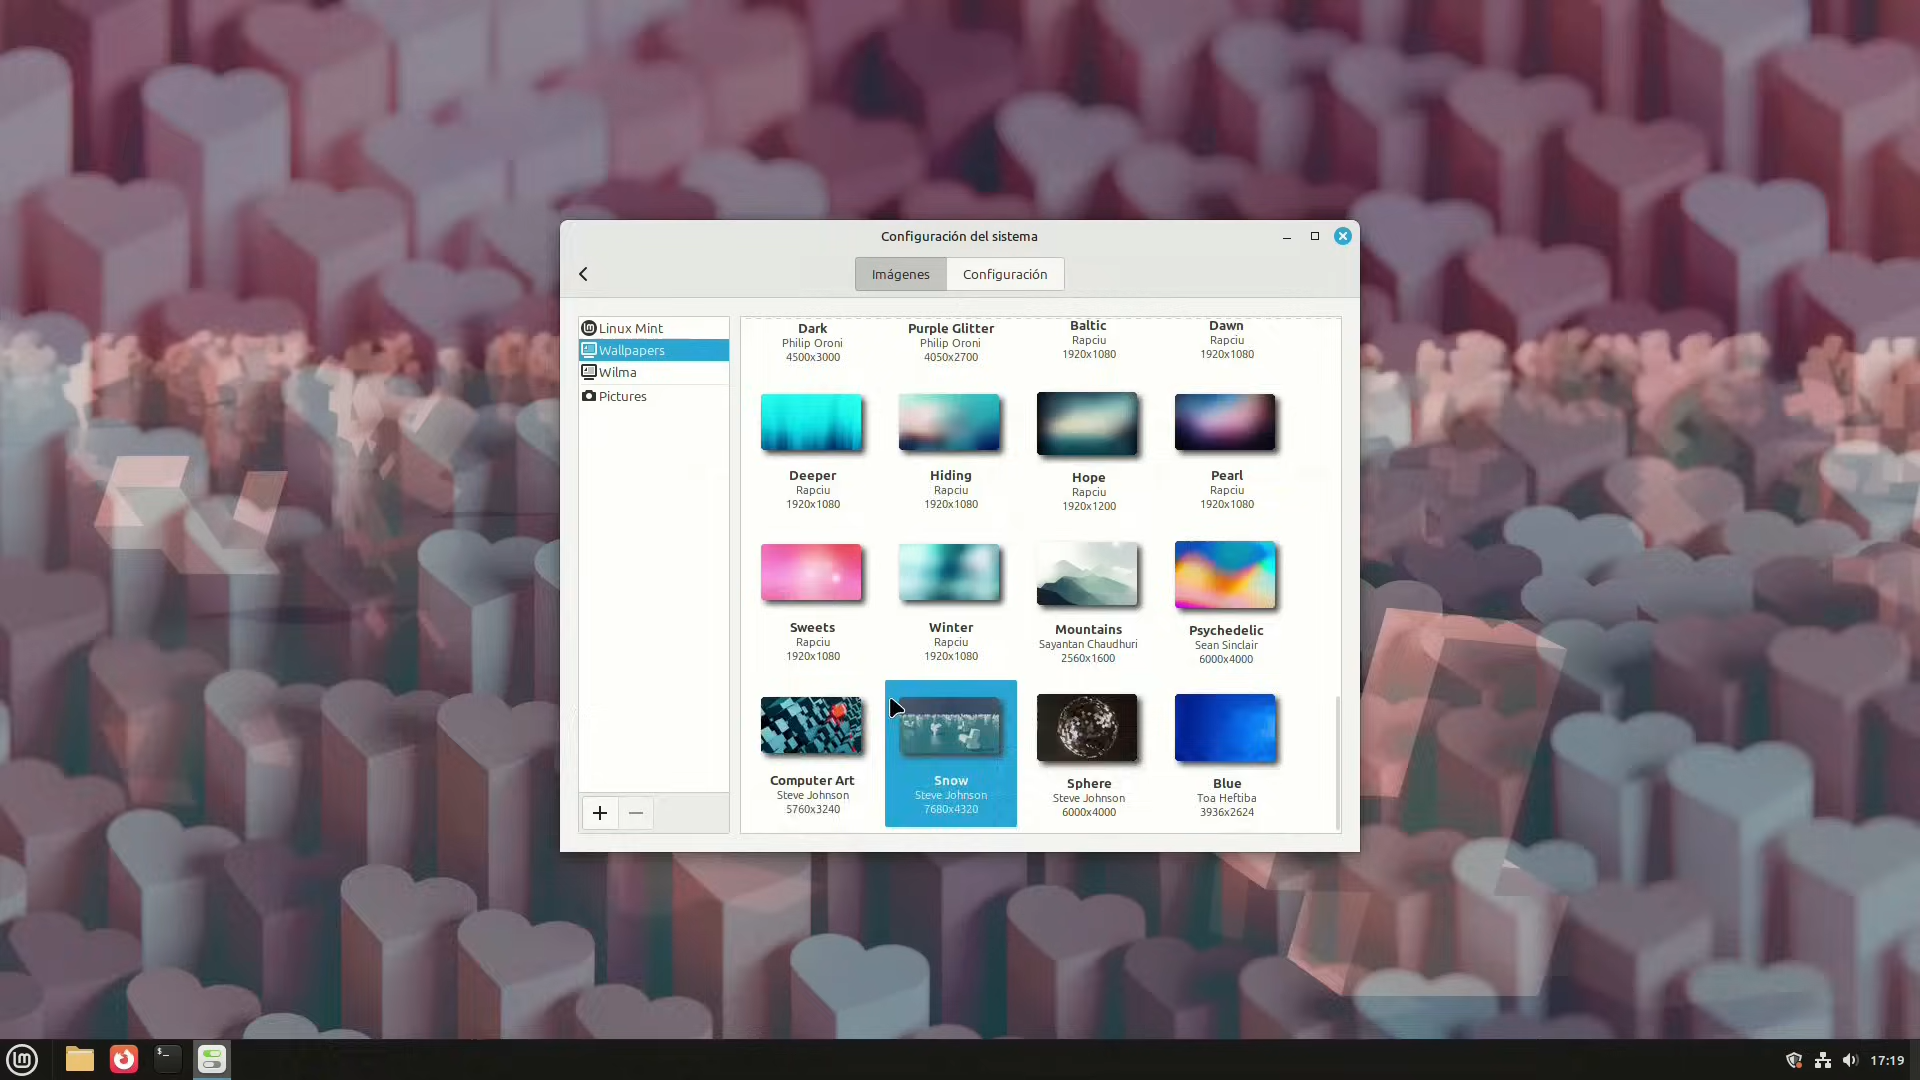 Configuración del sistema
Imágenes
Configuración
Linux Mint
Wallpapers
Wilma
Pictures
Dark
Philip Oroni
4500x3000
Purple Glitter
Philip Oroni
4050x2700
Baltic
Rapciu
1920x1080
Dawn
Rapciu
1920x1080
Deeper
Rapciu
1920x1080
Hiding
Rapciu
1920x1080
Hope
Rapciu
1920x1200
Pearl
Rapciu
1920x1080
Sweets
Rapciu
1920x1080
Winter
Rapciu
1920x1080
Mountains
Sayantan Chaudhuri
2560x1600
Psychedelic
Sean Sinclair
6000x4000
Computer Art
Steve Johnson
5760x3240
Snow
Steve Johnson
7680x4320
Sphere
Steve Johnson
6000x4000
Blue
Toa Heftiba
3936x2624
17:19